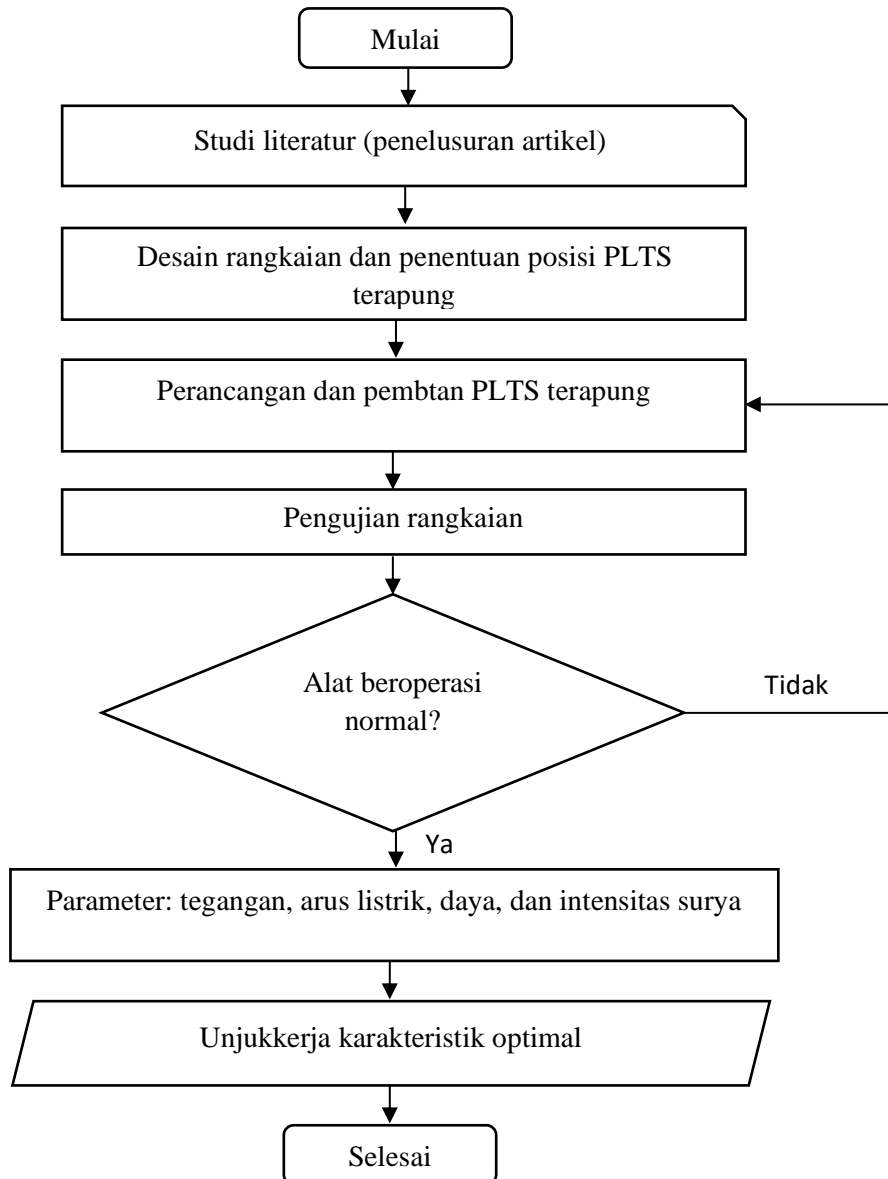 Mulai
Studi literatur (penelusuran artikel)
Desain rangkaian dan penentuan posisi PLTS
terapung
Perancangan dan pembtan PLTS terapung
Pengujian rangkaian
Alat beroperasi
normal?
Tidak
Ya
Parameter: tegangan, arus listrik, daya, dan intensitas surya
Unjukkerja karakteristik optimal
Selesai